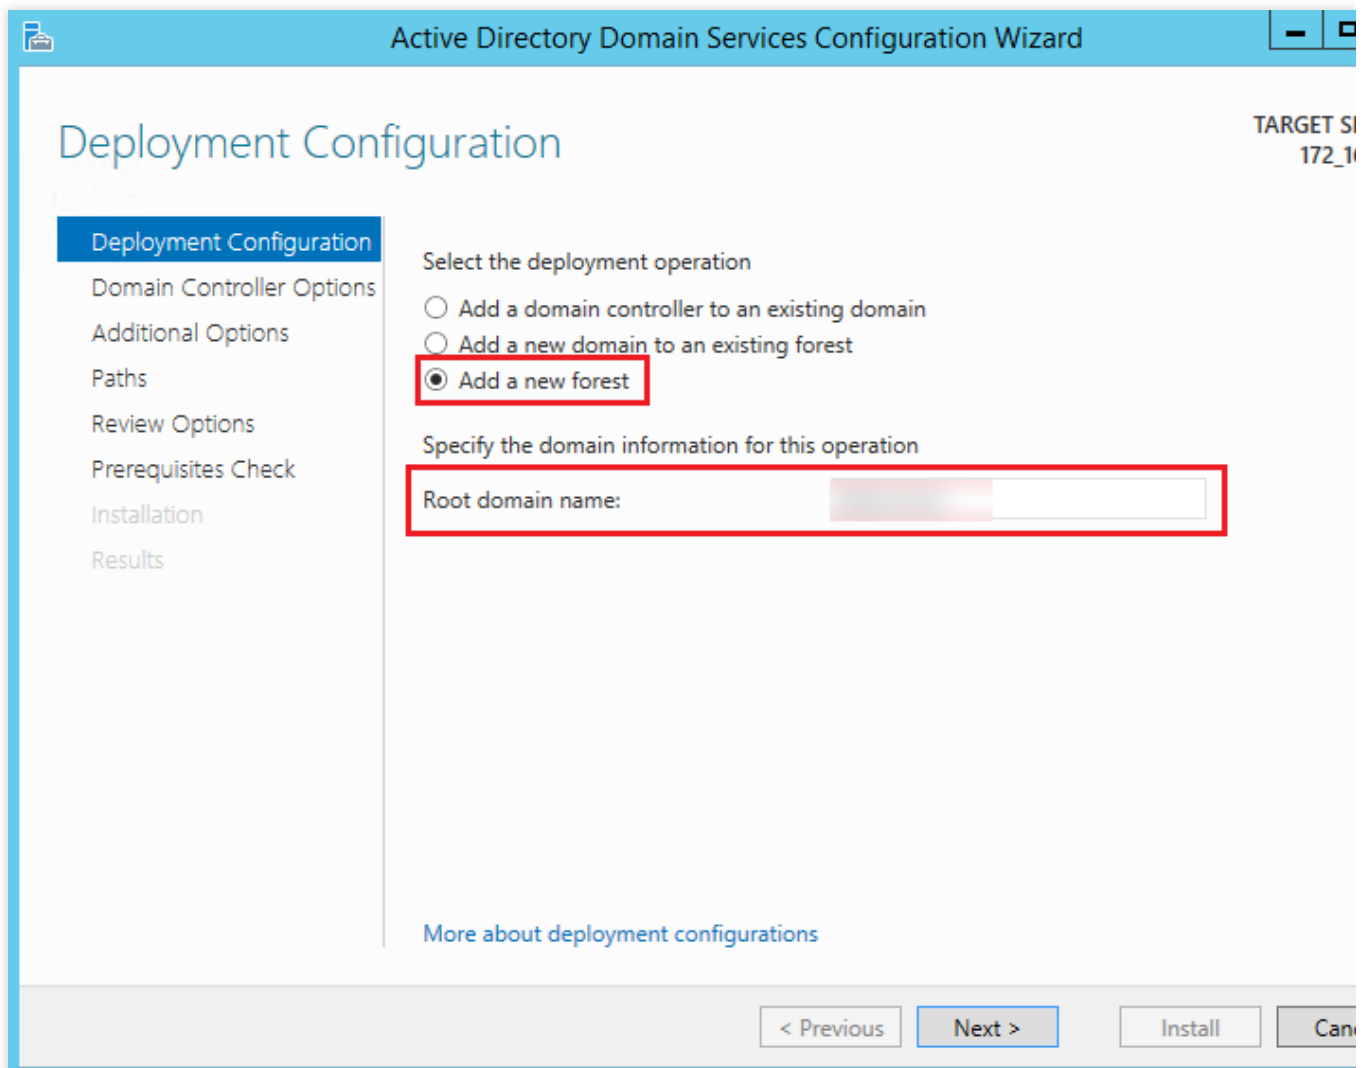 Active Directory Domain Services Configuration Wizard
Deployment Configuration
TARGET
Deployment Configuration
Domain Controller Options
Additional Options
Paths
Review Options
Prerequisites Check
Installation
Results
Select the deployment operation
Add a domain controller to an existing domain
Add a new domain to an existing forest
Add a new forest
Specify the domain information for this operation
Root domain name:
More about deployment configurations
< Previous
Next >
Install